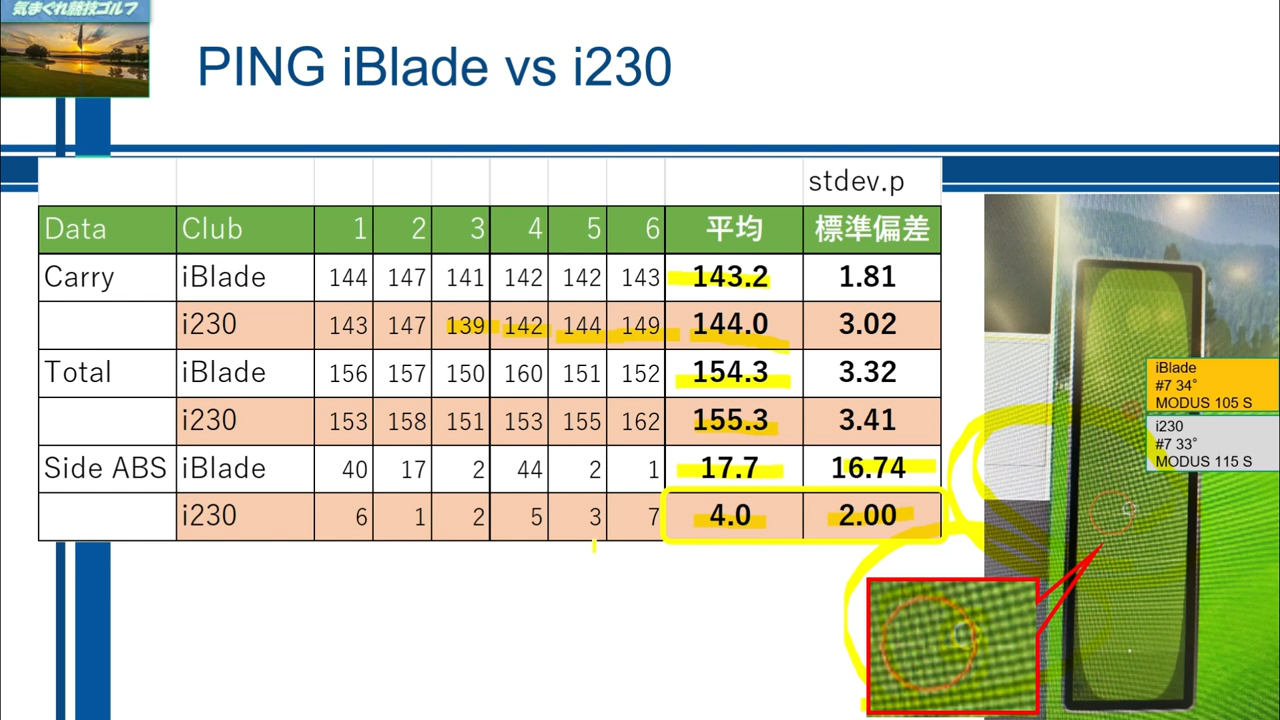 気まぐれ競技ゴルフ
PING iBlade vs i230
stdev.p
Data Club 1 2 3 4 5 6 平均 標準偏差
Carry iBlade 144 147 141 142 142 143 143.2 1.81
i230 143 147 139 142 144 149 144.0 3.02
Total iBlade 156 157 150 160 151 152 154.3 3.32
i230 153 158 151 153 155 162 155.3 3.41
Side ABS iBlade 40 17 2 44 2 1 17.7 16.74
i230 6 1 2 5 3 7 4.0 2.00
iBlade
#7 34°
MODUS 105 S
i230
#7 33°
MODUS 115 S